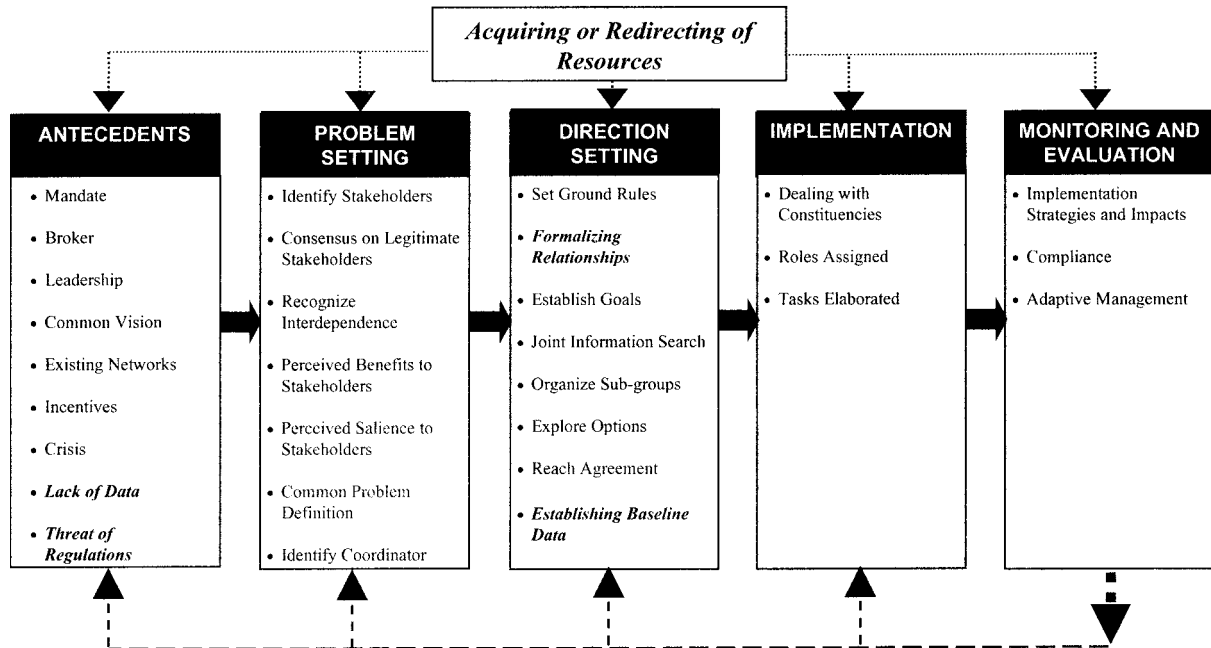 Acquiring or Redirecting of
Resources
ANTECEDENTS
• Mandate
• Broker
• Leadership
• Common Vision
• Existing Networks
• Incentives
• Crisis
• Lack of Data
• Threat of
Regulations
PROBLEM
SETTING
• Identify Stakeholders
• Consensus on Legitimate
Stakeholders
• Recognize
Interdependence
• Perceived Benefits to
Stakeholders
• Perceived Salience to
Stakeholders
• Common Problem
Definition
• Identify Coordinator
DIRECTION
SETTING
• Set Ground Rules
• Formalizing
Relationships
• Establish Goals
• Joint Information Search
• Organize Sub-groups
• Explore Options
• Reach Agreement
• Establishing Baseline
Data
IMPLEMENTATION
• Dealing with
Constituencies
• Roles Assigned
• Tasks Elaborated
MONITORING AND
EVALUATION
• Implementation
Strategies and Impacts
• Compliance
• Adaptive Management